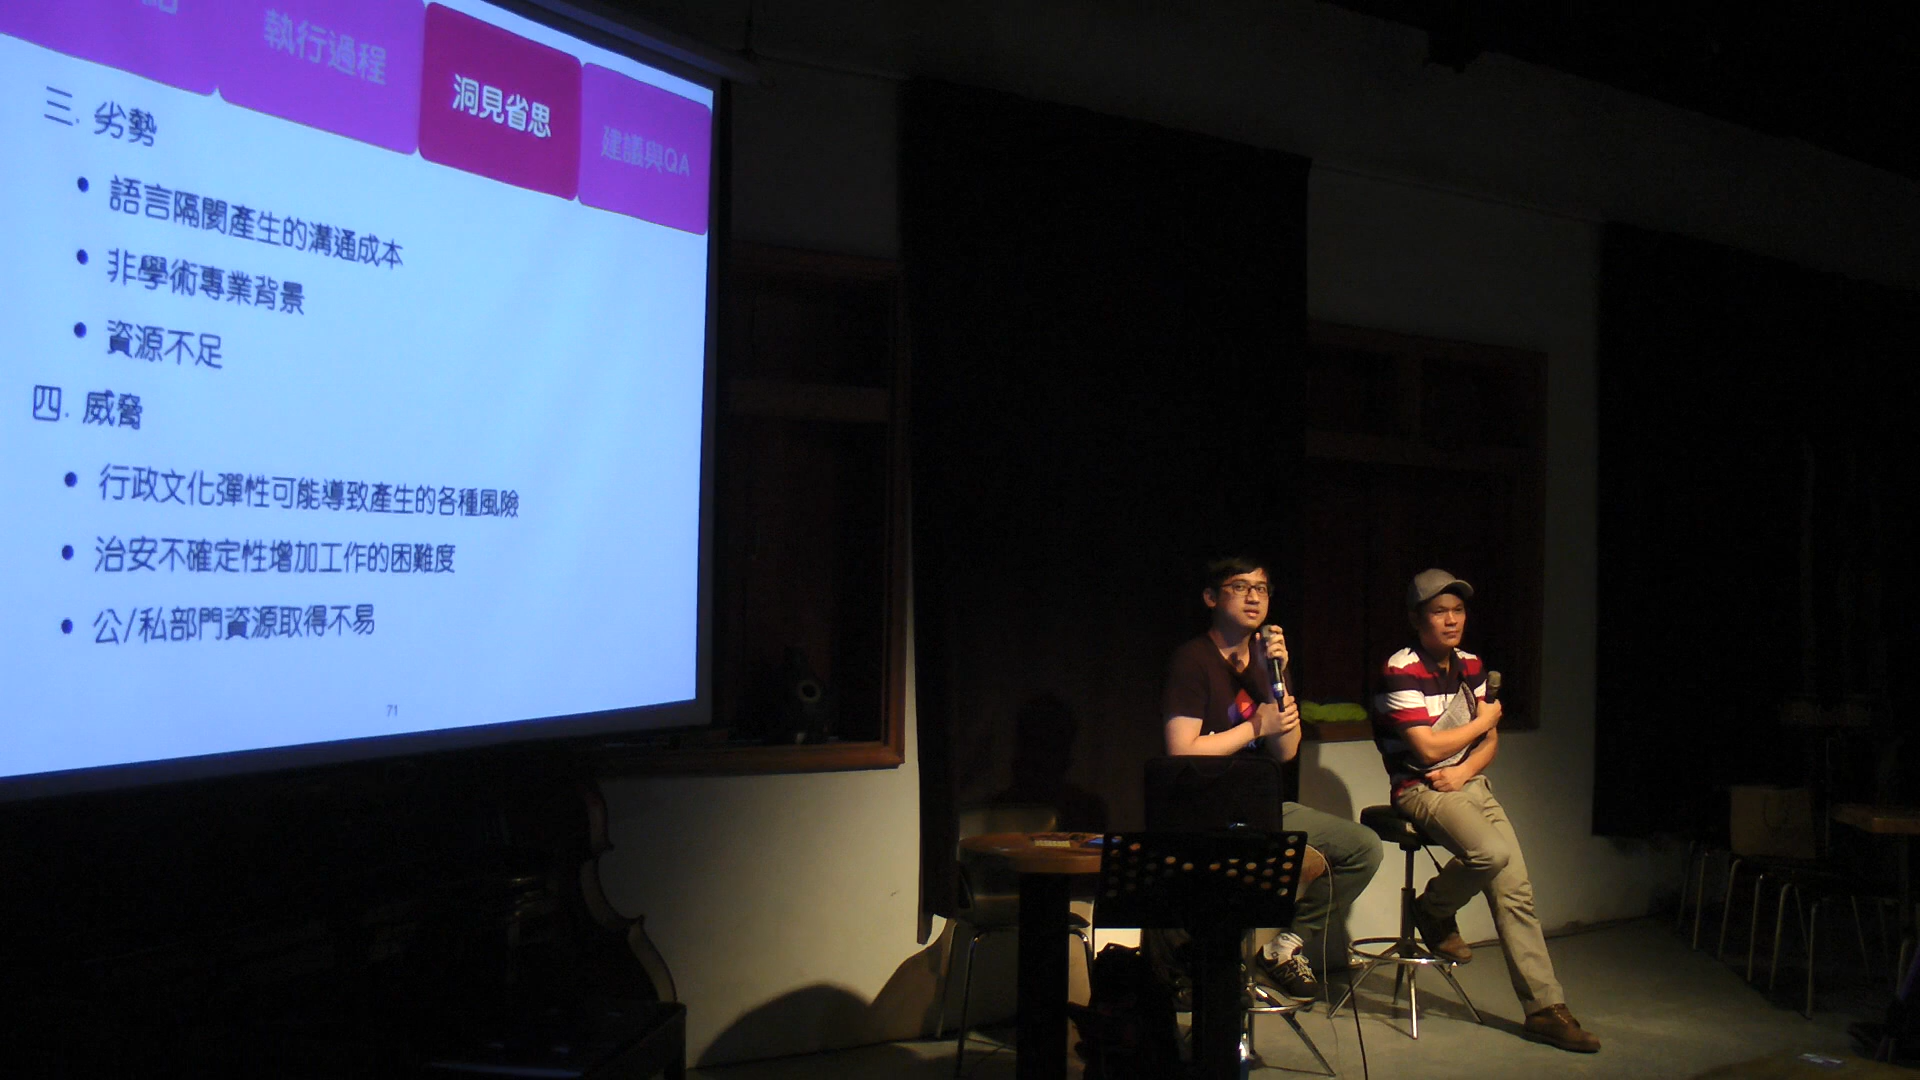 執行過程
洞見省思
建議與QA
三. 劣勢
• 語言隔閡產生的溝通成本
• 非學術專業背景
• 資源不足
四. 威脅
• 行政文化彈性可能導致產生的各種風險
• 治安不確定性增加工作的困難度
• 公/私部門資源取得不易
71